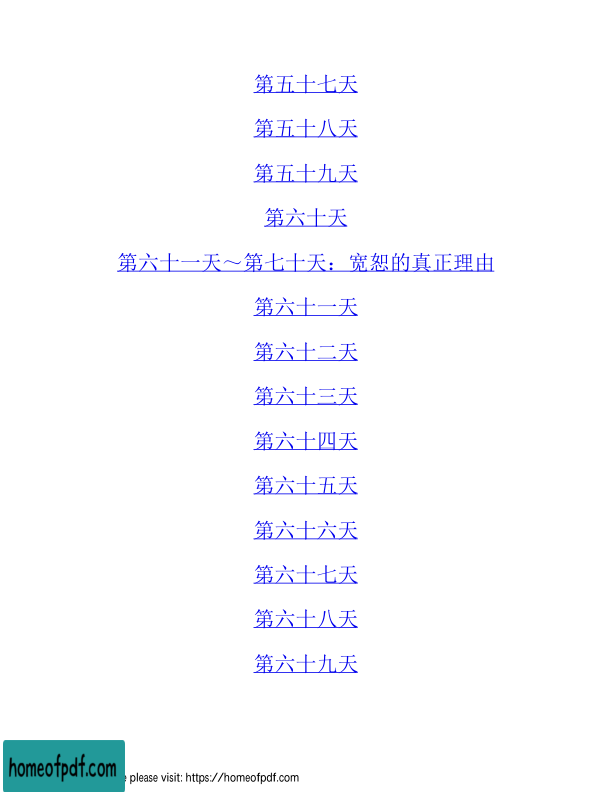 第五十七天
第五十八天
第五十九天
第六十天
第六十一天～第七十天：宽恕的真正理由
第六十一天
第六十二天
第六十三天
第六十四天
第六十五天
第六十六天
第六十七天
第六十八天
第六十九天
homeofpdf.com please visit: https://homeofpdf.com